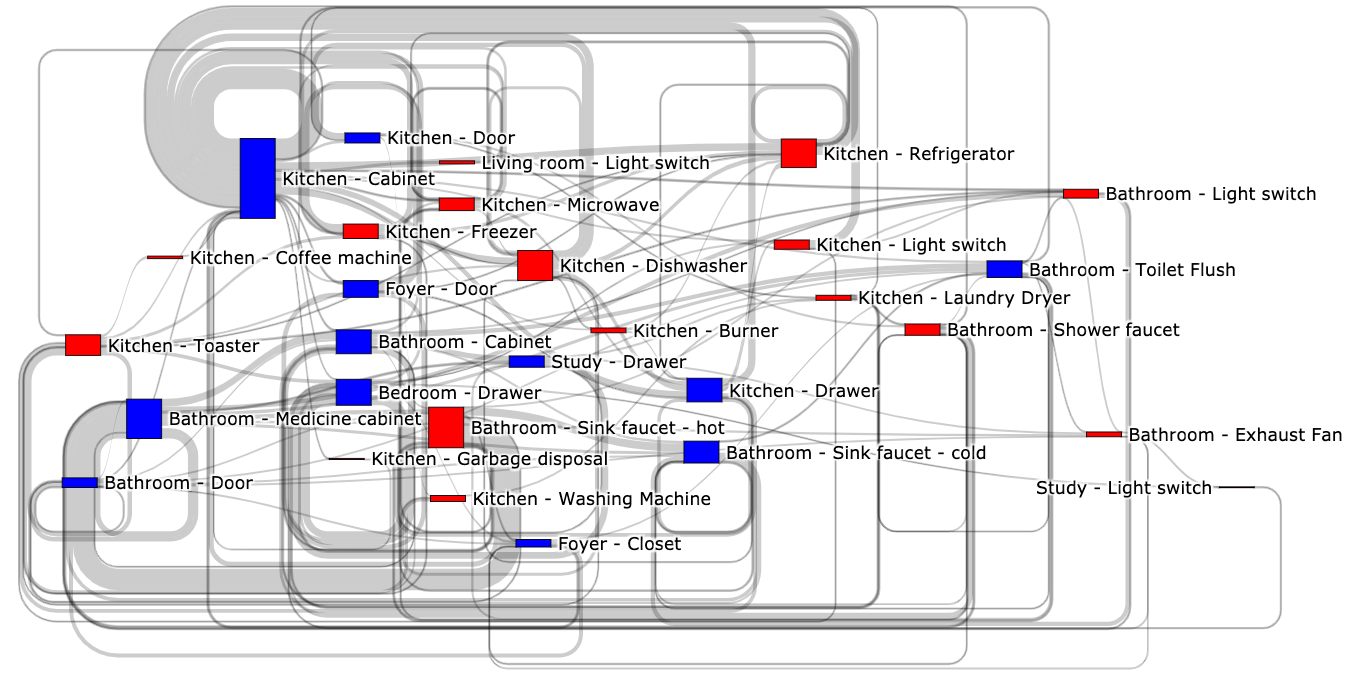 Kitchen - Door
Kitchen - Refrigerator
Living room - Light switch
Kitchen - Cabinet
Bathroom - Light switch
Kitchen - Microwave
Kitchen - Freezer
Kitchen - Light switch
Kitchen - Coffee machine
Kitchen - Dishwasher
Bathroom - Toilet Flush
Foyer - Door
Kitchen - Laundry Dryer
Kitchen - Burner
Bathroom - Shower faucet
Bathroom - Cabinet
Kitchen - Toaster
Study - Drawer
Kitchen - Drawer
Bedroom - Drawer
Bathroom - Medicine cabinet
Bathroom - Sink faucet - hot
Bathroom - Exhaust Fan
Bathroom - Sink faucet - cold
Kitchen - Garbage disposal
Bathroom - Door
Study - Light switch
Kitchen - Washing Machine
Foyer - Closet